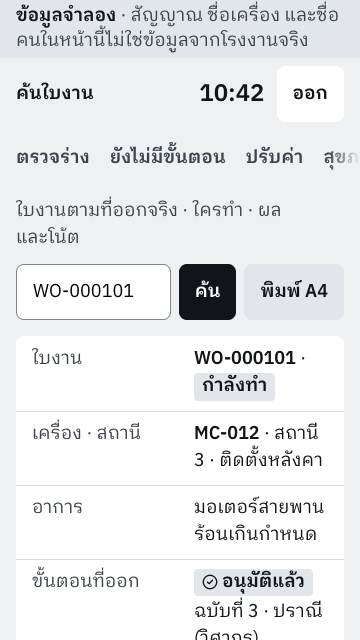 ข้อมูลจำลอง · สัญญาณ ชื่อเครื่อง และชื่อ
คนในหน้านี้ไม่ใช่ข้อมูลจากโรงงานจริง
ค้นใบงาน 10:42 ออก
ตรวจร่าง ยังไม่มีขั้นตอน ปรับค่า สุขภ
ใบงานตามที่ออกจริง · ใครทำ · ผล
และโน้ต
WO-000101 ค้น พิมพ์ A4
ใบงาน WO-000101 ·
กำลังทำ
เครื่อง · สถานี MC-012 · สถานี
3 · ติดตั้งหลังคา
อาการ มอเตอร์สายพาน
ร้อนเกินกำหนด
ขั้นตอนที่ออก อนุมัติแล้ว
ฉบับที่ 3 · ปราณี
(วิศวกร)